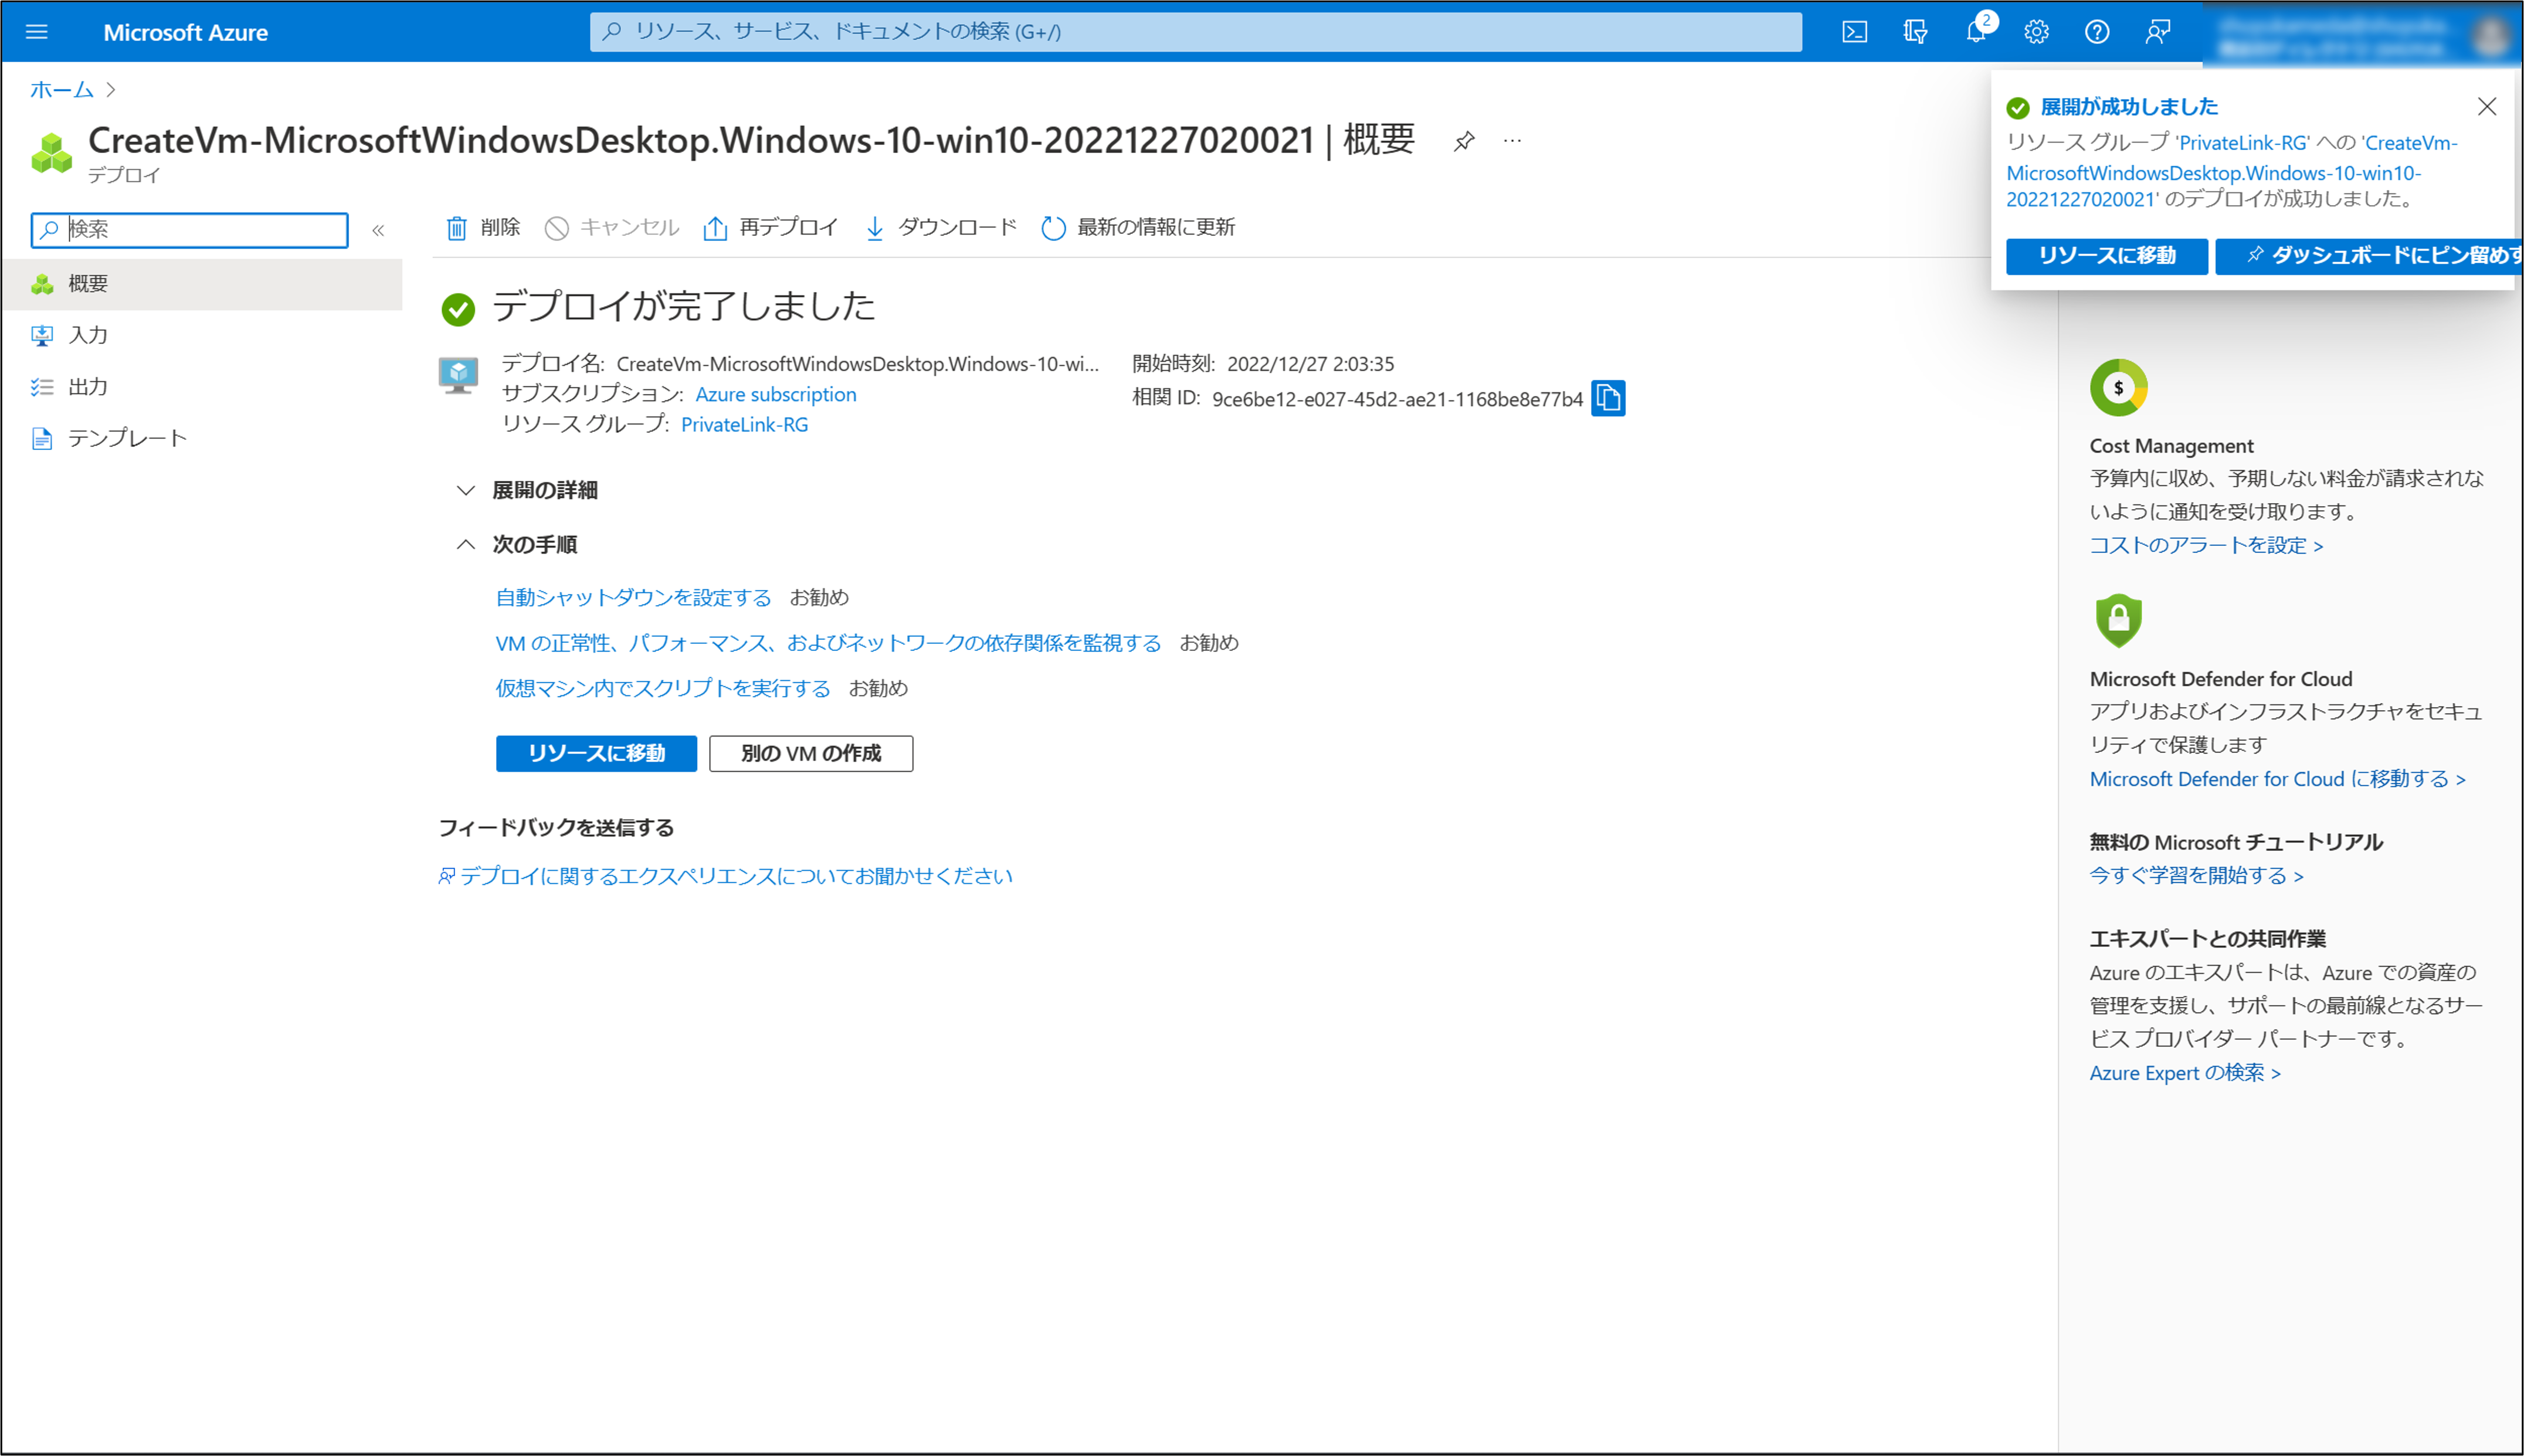 Microsoft Azure
リソース、サービス、ドキュメントの検索 (G+/)
2
ホーム
CreateVm-MicrosoftWindowsDesktop.Windows-10-win10-20221227020021 | 概要
デプロイ
検索
概要
入力
出力
テンプレート
削除
キャンセル
再デプロイ
ダウンロード
最新の情報に更新
デプロイが完了しました
デプロイ名: CreateVm-MicrosoftWindowsDesktop.Windows-10-wi...
サブスクリプション: Azure subscription
リソース グループ: PrivateLink-RG
開始時刻: 2022/12/27 2:03:35
相関 ID: 9ce6be12-e027-45d2-ae21-1168be8e77b4
展開の詳細
次の手順
自動シャットダウンを設定する お勧め
VM の正常性、パフォーマンス、およびネットワークの依存関係を監視する お勧め
仮想マシン内でスクリプトを実行する お勧め
リソースに移動
別の VM の作成
フィードバックを送信する
デプロイに関するエクスペリエンスについてお聞かせください
展開が成功しました
リソース グループ 'PrivateLink-RG' への 'CreateVm-
MicrosoftWindowsDesktop.Windows-10-win10-
20221227020021' のデプロイが成功しました。
リソースに移動
ダッシュボードにピン留めす
$
Cost Management
予算内に収め、予期しない料金が請求されな
いように通知を受け取ります。
コストのアラートを設定 >
Microsoft Defender for Cloud
アプリおよびインフラストラクチャをセキュ
リティで保護します
Microsoft Defender for Cloud に移動する >
無料の Microsoft チュートリアル
今すぐ学習を開始する >
エキスパートとの共同作業
Azure のエキスパートは、Azure での資産の
管理を支援し、サポートの最前線となるサー
ビス プロバイダー パートナーです。
Azure Expert の検索 >